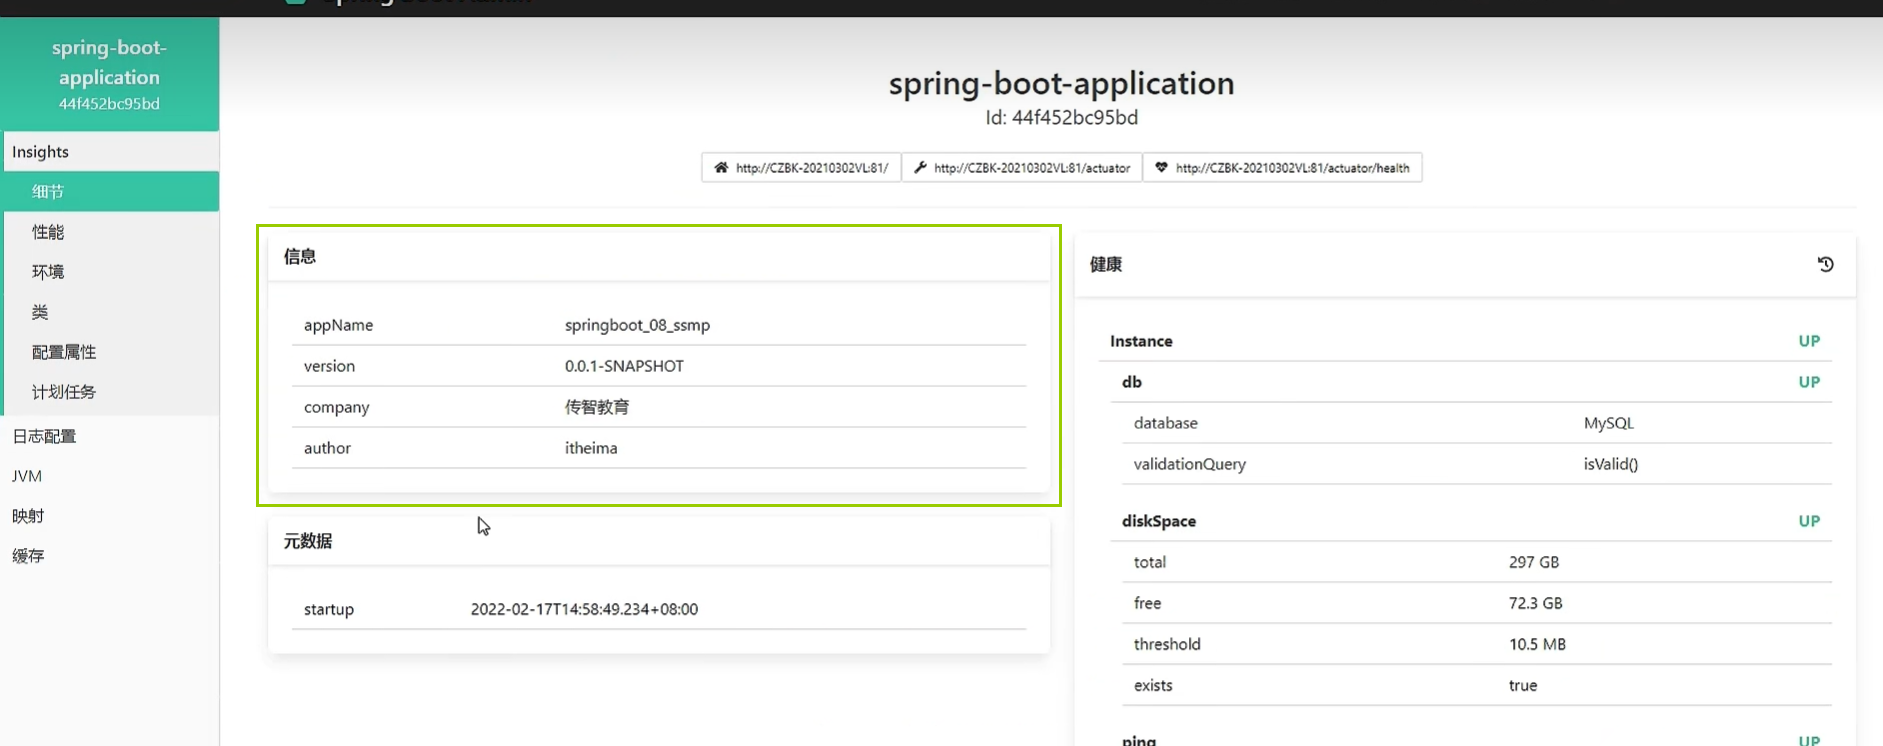 spring-boot-
application
44f452bc95bd
Insights
细节
性能
环境
类
配置属性
计划任务
日志配置
JVM
映射
缓存
spring-boot-application
Id: 44f452bc95bd
http://CZBK-20210302VL:81/ http://CZBK-20210302VL:81/actuator http://CZBK-20210302VL:81/actuator/health
信息
appName springboot_08_ssmp
version 0.0.1-SNAPSHOT
company 传智教育
author itheima
元数据
startup 2022-02-17T14:58:49.234+08:00
健康
Instance UP
db UP
database MySQL
validationQuery isValid()
diskSpace UP
total 297 GB
free 72.3 GB
threshold 10.5 MB
exists true
ping UP